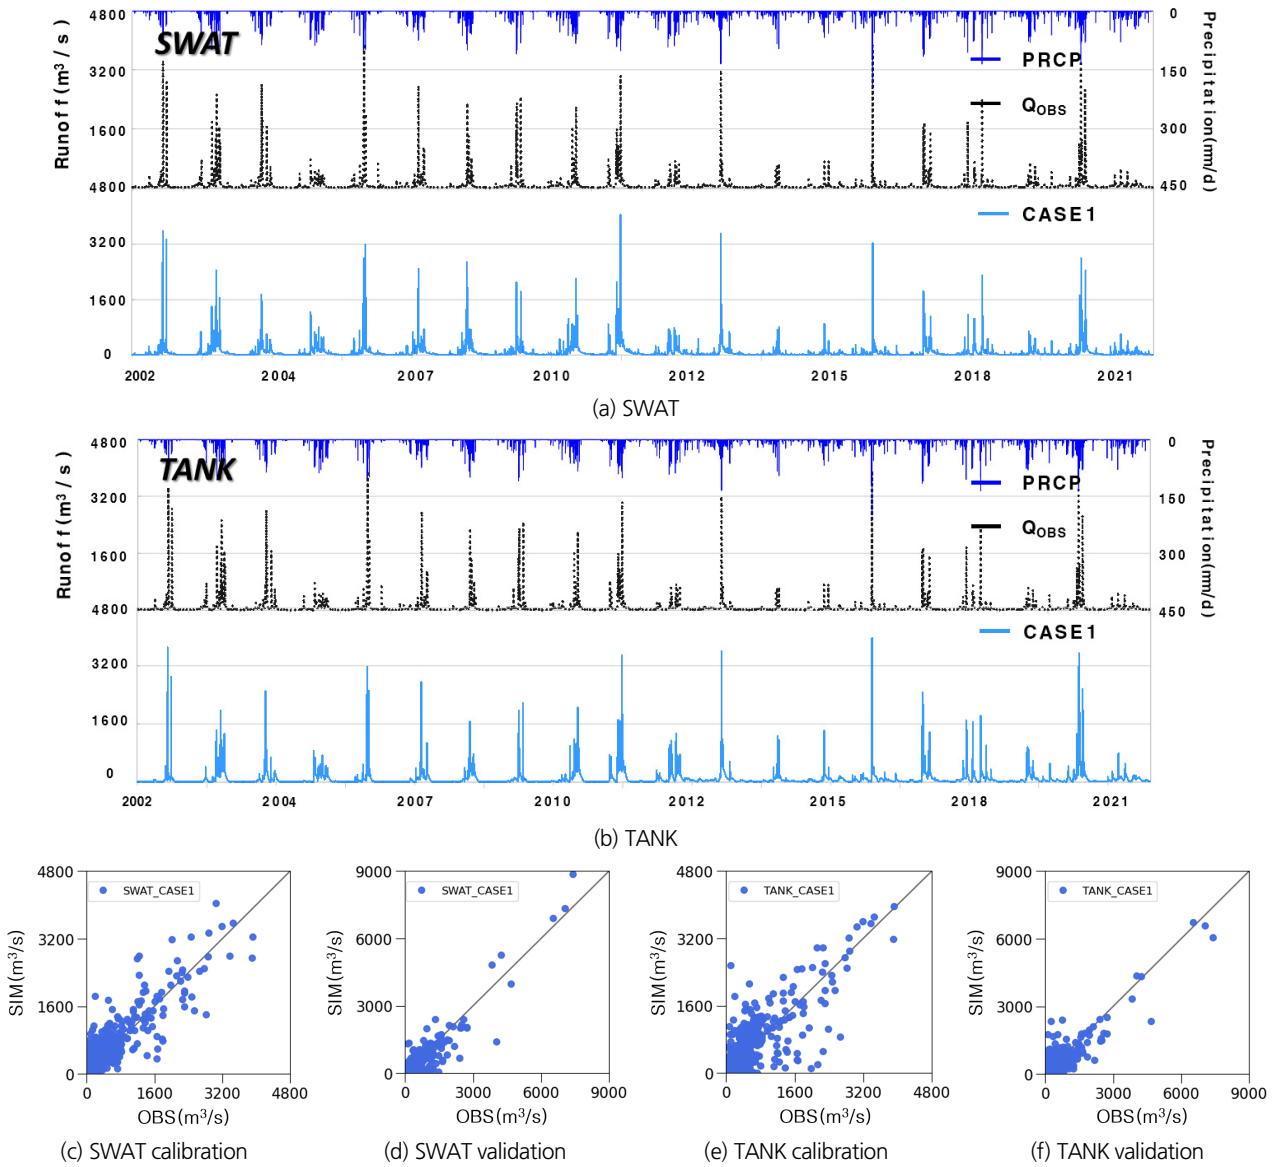 SWAT
4800
3200
1600
4800
3200
1600
0
Runoff(m³/s)
0
150
300
450
Precipitation(mm/d)
PRCP
QOBS
CASE1
2002 2004 2007 2010 2012 2015 2018 2021
(a) SWAT
TANK
4800
3200
1600
4800
3200
1600
0
Runoff(m³/s)
0
150
300
450
Precipitation(mm/d)
PRCP
QOBS
CASE1
2002 2004 2007 2010 2012 2015 2018 2021
(b) TANK
4800
3200
1600
0
SIM(m³/s)
SWAT_CASE1
0 1600 3200 4800
OBS(m³/s)
(c) SWAT calibration
9000
6000
3000
0
SIM(m³/s)
SWAT_CASE1
0 3000 6000 9000
OBS(m³/s)
(d) SWAT validation
4800
3200
1600
0
SIM(m³/s)
TANK_CASE1
0 1600 3200 4800
OBS(m³/s)
(e) TANK calibration
9000
6000
3000
0
SIM(m³/s)
TANK_CASE1
0 3000 6000 9000
OBS(m³/s)
(f) TANK validation